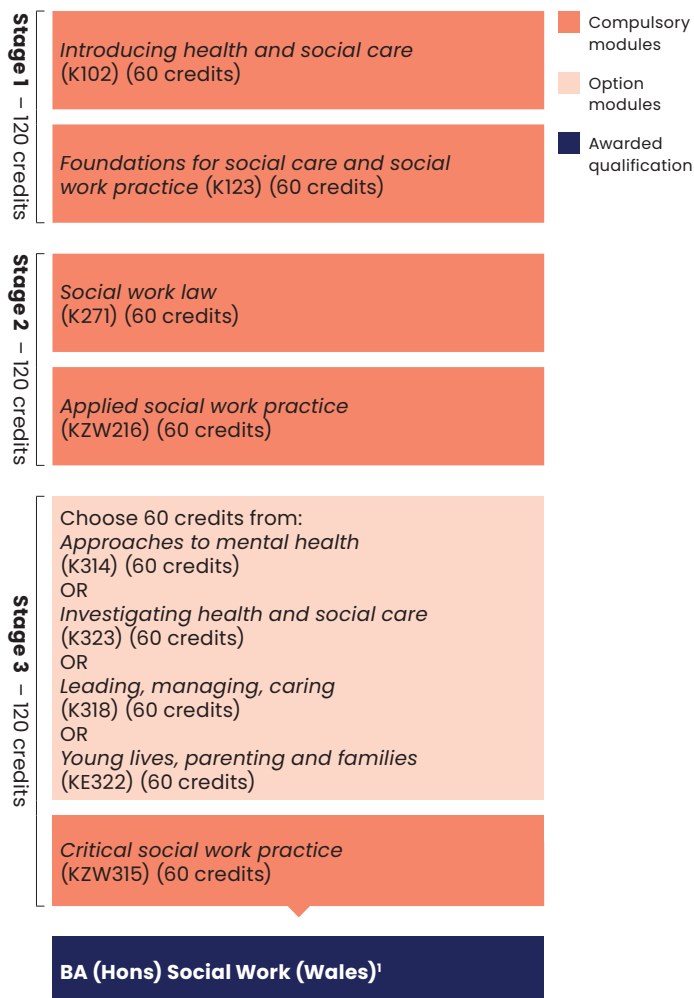 Stage 1 – 120 credits
Introducing health and social care
(K102) (60 credits)
Foundations for social care and social
work practice (K123) (60 credits)
Compulsory
modules
Option
modules
Awarded
qualification
Stage 2 – 120 credits
Social work law
(K271) (60 credits)
Applied social work practice
(KZW216) (60 credits)
Stage 3 – 120 credits
Choose 60 credits from:
Approaches to mental health
(K314) (60 credits)
OR
Investigating health and social care
(K323) (60 credits)
OR
Leading, managing, caring
(K318) (60 credits)
OR
Young lives, parenting and families
(KE322) (60 credits)
Critical social work practice
(KZW315) (60 credits)
BA (Hons) Social Work (Wales)¹